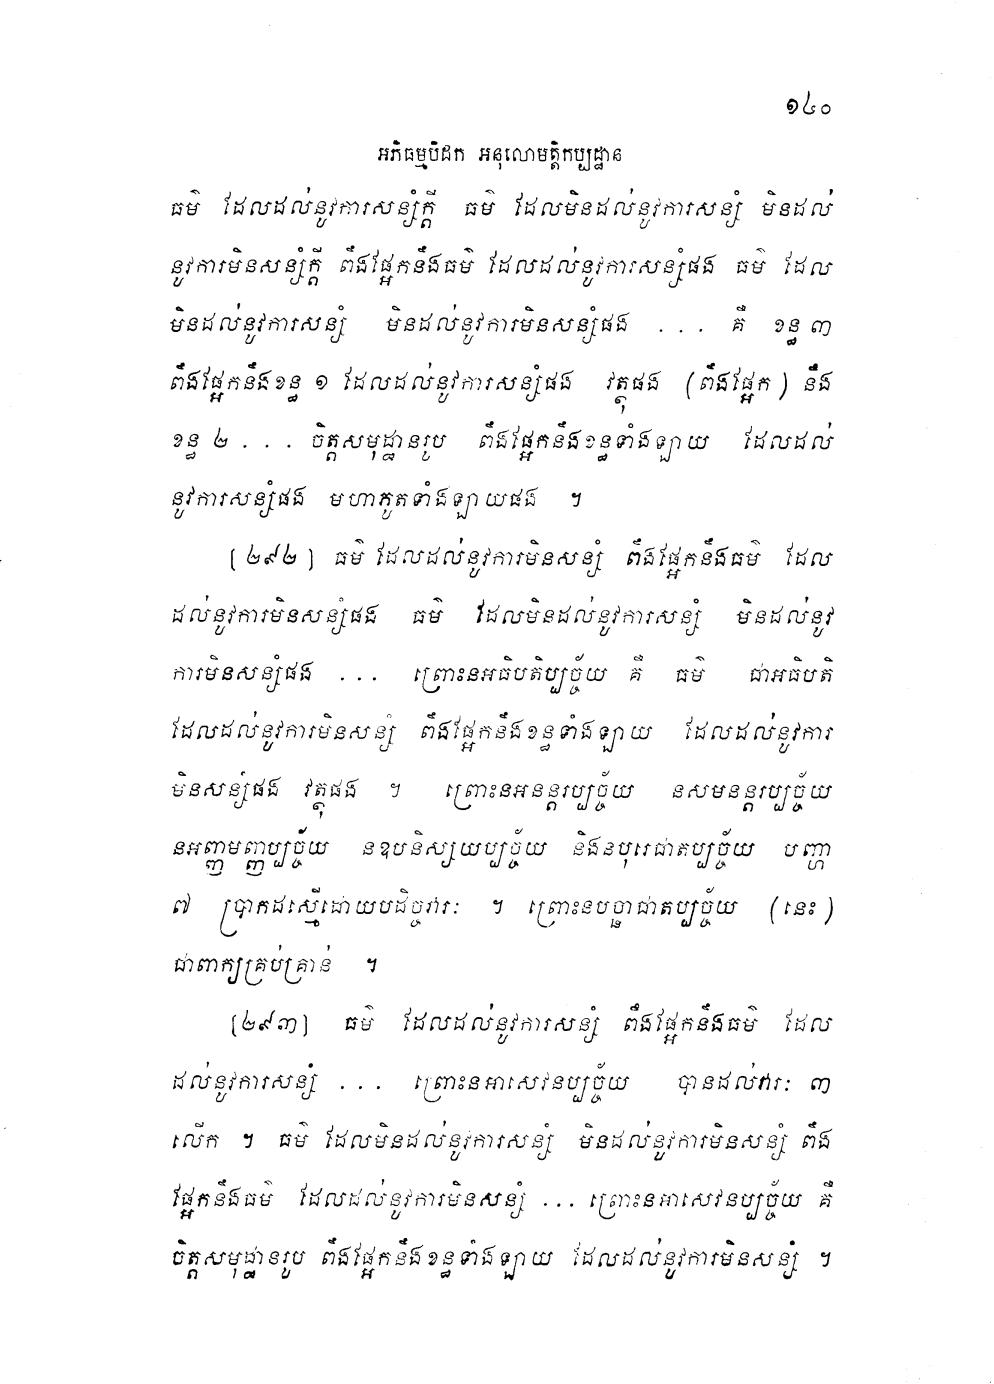 ១៤០
អភិធម្មបិដក អនុលោមត្តិកប្បដ្ឋាន
ធម៌ ដែលដល់នូវការសន្សំក្តី ធម៌ ដែលមិនដល់នូវការសន្សំ មិនដល់
នូវការមិនសន្សំក្តី ពឹងផ្អែកនឹងធម៌ ដែលដល់នូវការសន្សំផង ធម៌ ដែល
មិនដល់នូវការសន្សំ មិនដល់នូវការមិនសន្សំផង ... គឺ ខន្ធ ៣
ពឹងផ្អែកនឹងខន្ធ ១ ដែលដល់នូវការសន្សំផង វត្ថុផង (ពឹងផ្អែក) នឹង
ខន្ធ ២ ... ចិត្តសមុដ្ឋានរូប ពឹងផ្អែកនឹងខន្ធទាំងឡាយ ដែលដល់
នូវការសន្សំផង មហាភូតទាំងឡាយផង ។
[២៩២] ធម៌ ដែលដល់នូវការមិនសន្សំ ពឹងផ្អែកនឹងធម៌ ដែល
ដល់នូវការមិនសន្សំផង ធម៌ ដែលមិនដល់នូវការសន្សំ មិនដល់នូវ
ការមិនសន្សំផង ... ព្រោះនអធិបតិប្បច្ច័យ គឺ ធម៌ ជាអធិបតិ
ដែលដល់នូវការមិនសន្សំ ពឹងផ្អែកនឹងខន្ធទាំងឡាយ ដែលដល់នូវការ
មិនសន្សំផង វត្ថុផង ។ ព្រោះនអនន្តរប្បច្ច័យ នសមនន្តរប្បច្ច័យ
នអញ្ញមញ្ញប្បច្ច័យ នឧបនិស្សយប្បច្ច័យ និងនបុរេជាតប្បច្ច័យ បញ្ហា
៧ ប្រាកដស្មើដោយបដិច្ចវារៈ ។ ព្រោះនបច្ឆាជាតប្បច្ច័យ (នេះ)
ជាពាក្យគ្រប់គ្រាន់ ។
[២៩៣] ធម៌ ដែលដល់នូវការសន្សំ ពឹងផ្អែកនឹងធម៌ ដែល
ដល់នូវការសន្សំ ... ព្រោះនអាសេវនប្បច្ច័យ បានដល់វារៈ ៣
លើក ។ ធម៌ ដែលមិនដល់នូវការសន្សំ មិនដល់នូវការមិនសន្សំ ពឹង
ផ្អែកនឹងធម៌ ដែលដល់នូវការមិនសន្សំ ... ព្រោះនអាសេវនប្បច្ច័យ គឺ
ចិត្តសមុដ្ឋានរូប ពឹងផ្អែកនឹងខន្ធទាំងឡាយ ដែលដល់នូវការមិនសន្សំ ។